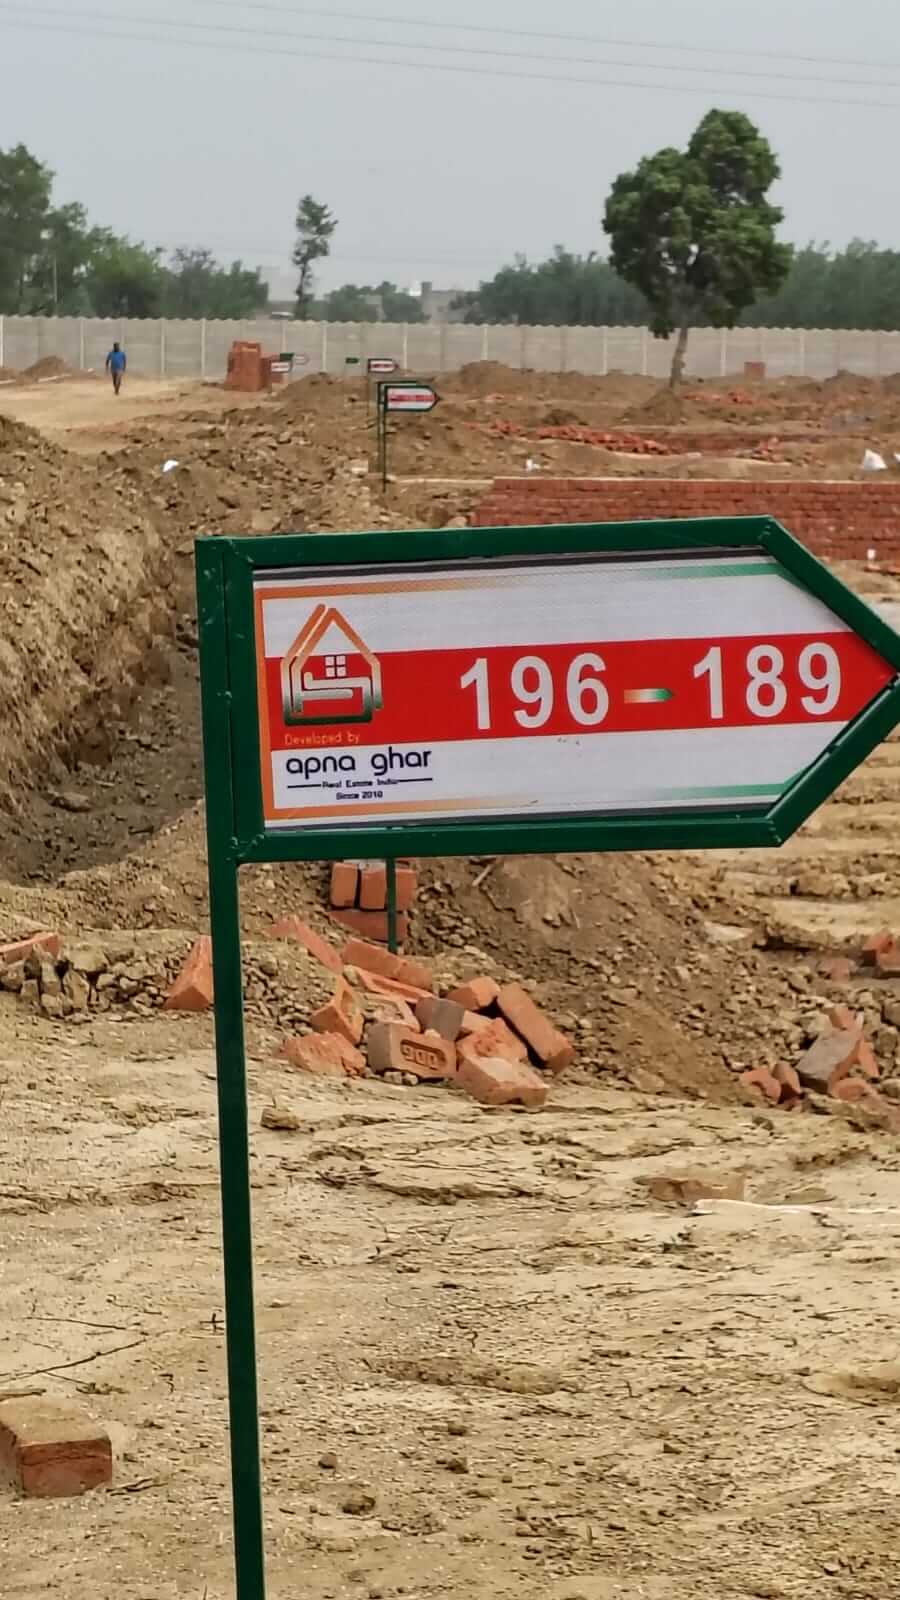 196 - 189
Developed by
apna ghar
Real Estate India
Since 2010